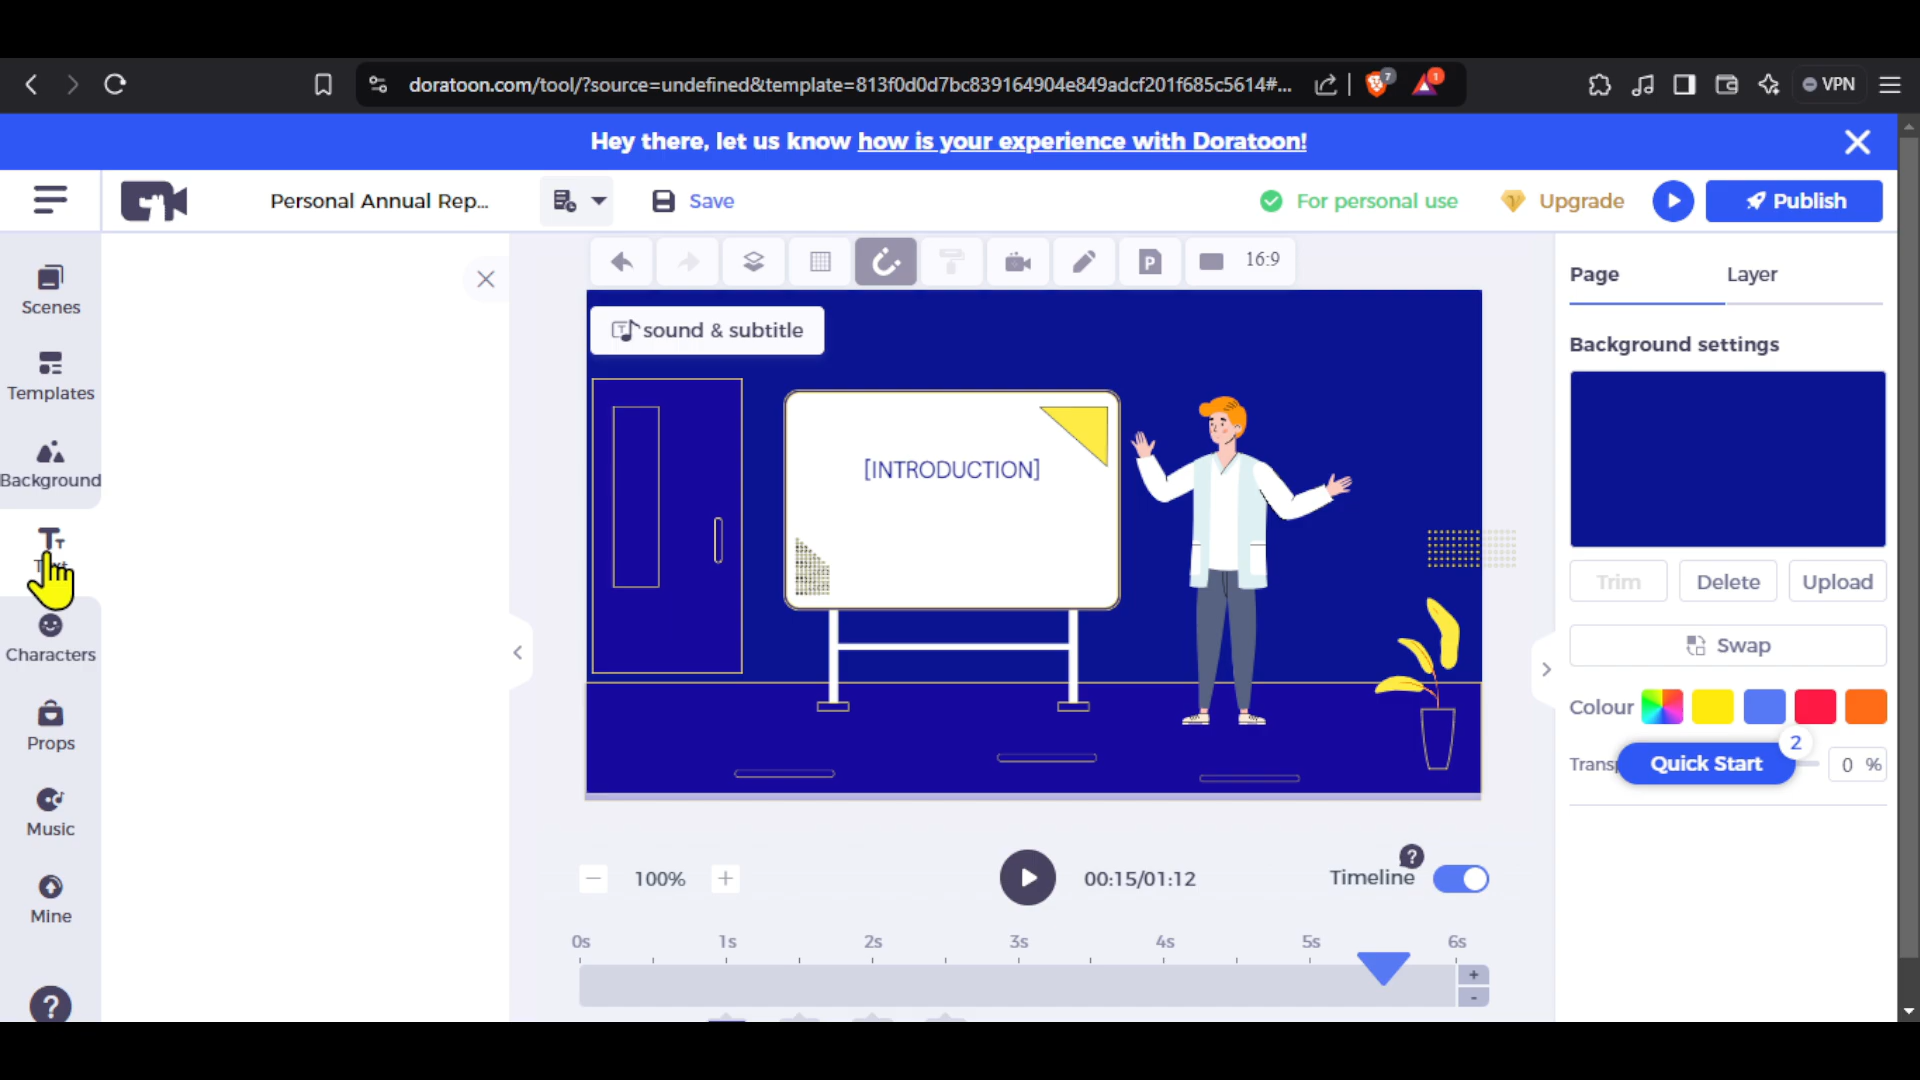 doratoon.com/tool/?source=undefined&template=813f0d0d7bc839164904e849adcf201f685c5614#...
7
1
VPN
Hey there, let us know how is your experience with Doratoon!
Personal Annual Rep...
Save
For personal use
Upgrade
Publish
Scenes
Templates
Background
Characters
Props
Music
Mine
?
P
16:9
sound & subtitle
[INTRODUCTION]
100%
00:15/01:12
Timeline
?
0s 1s 2s 3s 4s 5s 6s
+
-
Page Layer
Background settings
Trim Delete Upload
Swap
Colour
2
Quick Start
0 %